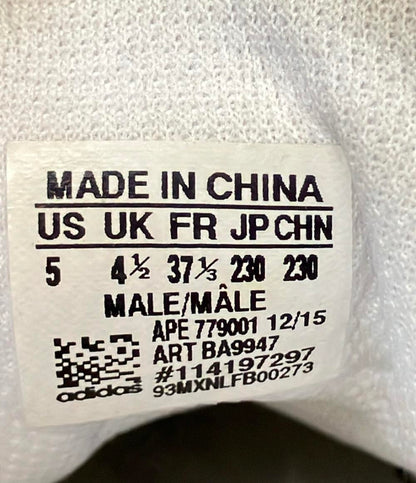 MADE IN CHINA
US UK FR JP CHN
5 4½ 37⅓ 230 230
MALE/MÂLE
APE 779001 12/15
ART BA9947
#114197297
adidas 93MXNLFB00273